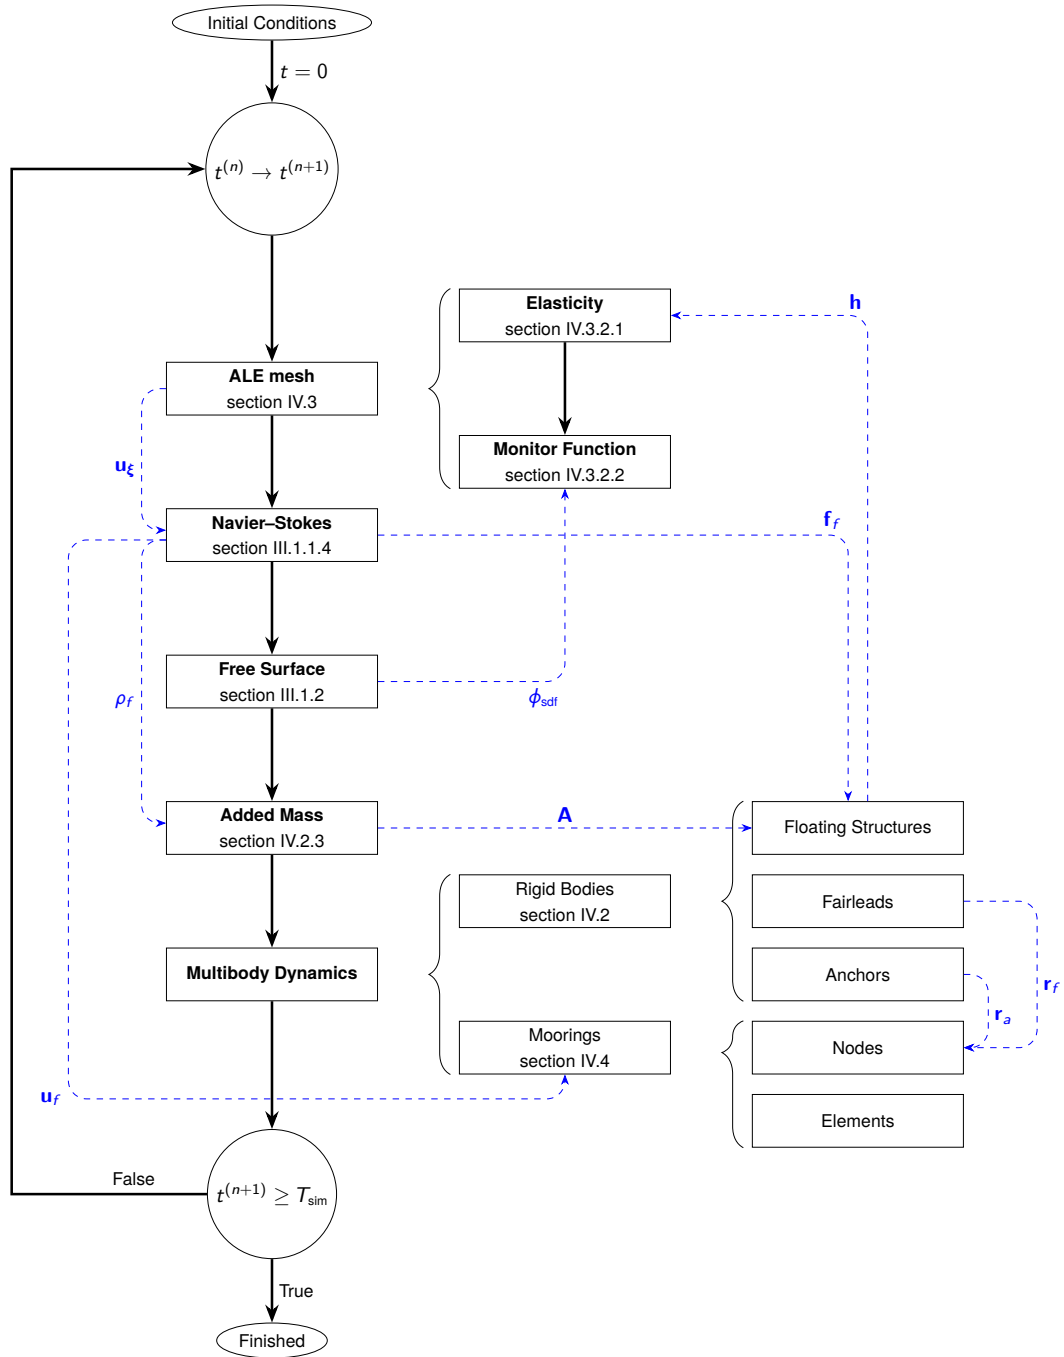 Initial Conditions
t = 0
t⁽ⁿ⁾ → t⁽ⁿ⁺¹⁾
Elasticity
section IV.3.2.1
h
ALE mesh
section IV.3
Monitor Function
section IV.3.2.2
u_ξ
Navier–Stokes
section III.1.1.4
f_f
Free Surface
section III.1.2
ϕ_sdf
ρ_f
Added Mass
section IV.2.3
A
Floating Structures
Rigid Bodies
section IV.2
Fairleads
Multibody Dynamics
Anchors
r_f
r_a
Moorings
section IV.4
Nodes
u_f
Elements
False
t⁽ⁿ⁺¹⁾ ≥ T_sim
True
Finished